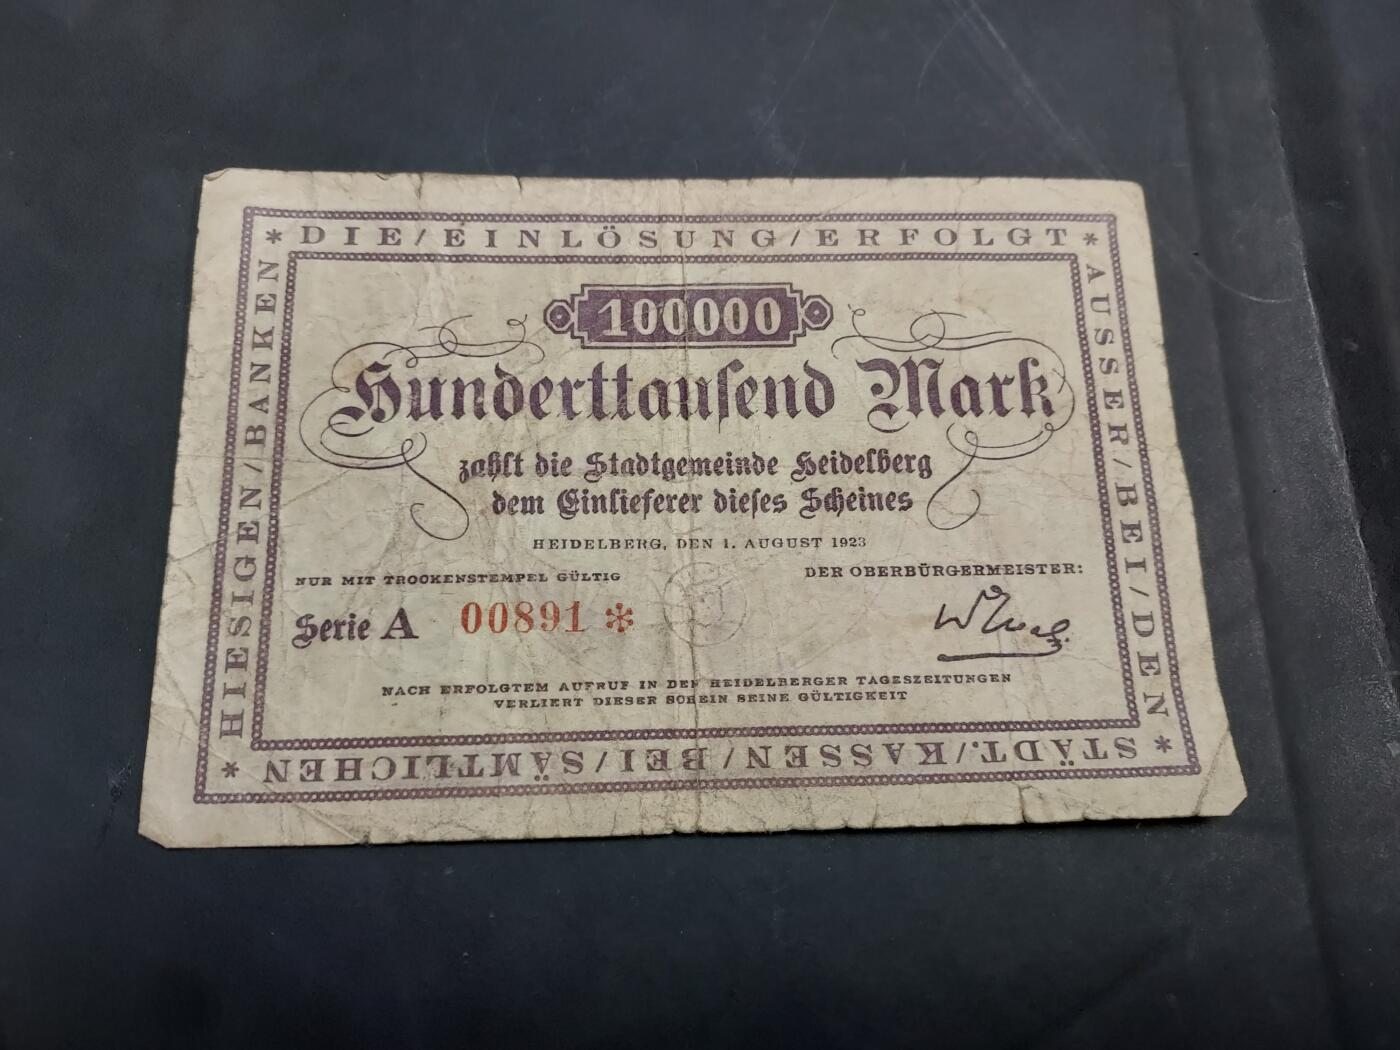 * DIE/EINLÖSUNG/ERFOLGT *
AUSSER/BEI/DEN
* STÄDT./KASSEN/BEI/SÄMTLICHEN *
HIESIGEN/BANKEN
100000
Hunderttauſend Mark
zahlt die Stadtgemeinde Heidelberg
dem Einlieferer dieſes Scheines
HEIDELBERG, DEN 1. AUGUST 1923
NUR MIT TROCKENSTEMPEL GÜLTIG
DER OBERBÜRGERMEISTER:
Serie A 00891 *
NACH ERFOLGTEM AUFRUF IN DEN HEIDELBERGER TAGESZEITUNGEN
VERLIERT DIESER SCHEIN SEINE GÜLTIGKEIT